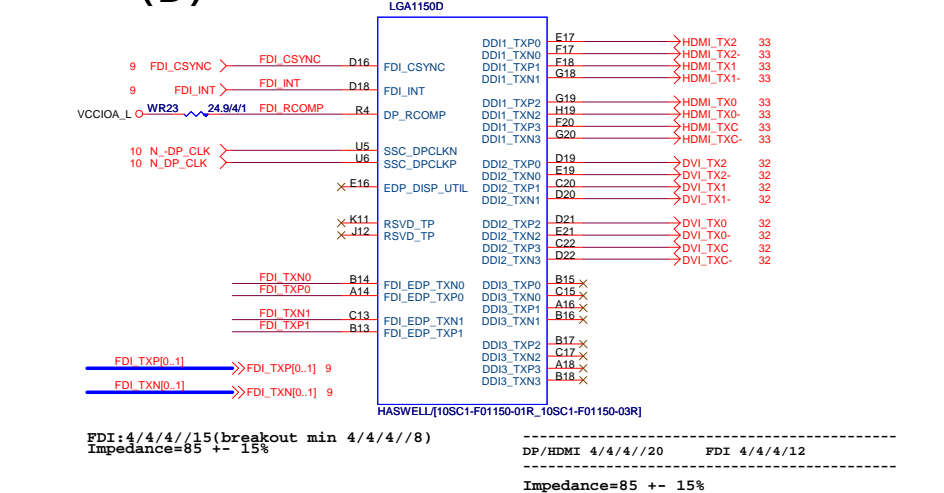 LGA1150D
9 FDI_CSYNC FDI_CSYNC D16 FDI_CSYNC
9 FDI_INT FDI_INT D18 FDI_INT
VCCIOA_L WR23 24.9/4/1 FDI_RCOMP R4 DP_RCOMP
10 N_-DP_CLK U5 SSC_DPCLKN
10 N_DP_CLK U6 SSC_DPCLKP
E16 EDP_DISP_UTIL
K11 RSVD_TP
J12 RSVD_TP
FDI_TXN0 B14 FDI_EDP_TXN0
FDI_TXP0 A14 FDI_EDP_TXP0
FDI_TXN1 C13 FDI_EDP_TXN1
FDI_TXP1 B13 FDI_EDP_TXP1
FDI_TXP[0..1] FDI_TXP[0..1] 9
FDI_TXN[0..1] FDI_TXN[0..1] 9
DDI1_TXP0 E17 HDMI_TX2 33
DDI1_TXN0 F17 HDMI_TX2- 33
DDI1_TXP1 F18 HDMI_TX1 33
DDI1_TXN1 G18 HDMI_TX1- 33
DDI1_TXP2 G19 HDMI_TX0 33
DDI1_TXN2 H19 HDMI_TX0- 33
DDI1_TXP3 F20 HDMI_TXC 33
DDI1_TXN3 G20 HDMI_TXC- 33
DDI2_TXP0 D19 DVI_TX2 32
DDI2_TXN0 E19 DVI_TX2- 32
DDI2_TXP1 C20 DVI_TX1 32
DDI2_TXN1 D20 DVI_TX1- 32
DDI2_TXP2 D21 DVI_TX0 32
DDI2_TXN2 E21 DVI_TX0- 32
DDI2_TXP3 C22 DVI_TXC 32
DDI2_TXN3 D22 DVI_TXC- 32
DDI3_TXP0 B15
DDI3_TXN0 C15
DDI3_TXP1 A16
DDI3_TXN1 B16
DDI3_TXP2 B17
DDI3_TXN2 C17
DDI3_TXP3 A18
DDI3_TXN3 B18
HASWELL/[10SC1-F01150-01R_10SC1-F01150-03R]
FDI:4/4/4//15(breakout min 4/4/4//8)
Impedance=85 +- 15%
DP/HDMI 4/4/4//20 FDI 4/4/4/12
Impedance=85 +- 15%